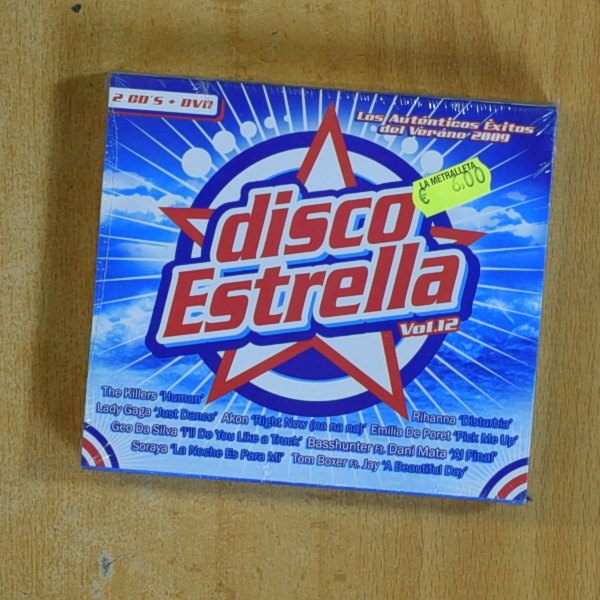 2 CD'S + DVD
Los Auténticos Éxitos
del Verano 2009
LA METRALLETA
€ 6.00
disco
Estrella
Vol.12
The Killers 'Human' Rihanna 'Disturbia'
Lady Gaga 'Just Dance' Akon 'Right Now (na na na)' Emilia De Poret 'Pick Me Up'
Geo Da Silva 'I'll Do You Like a Truck' Basshunter Ft. Dani Mata 'Al Final'
Soraya 'La Noche Es Para Mí' Tom Boxer Ft. Jay 'A Beautiful Day'